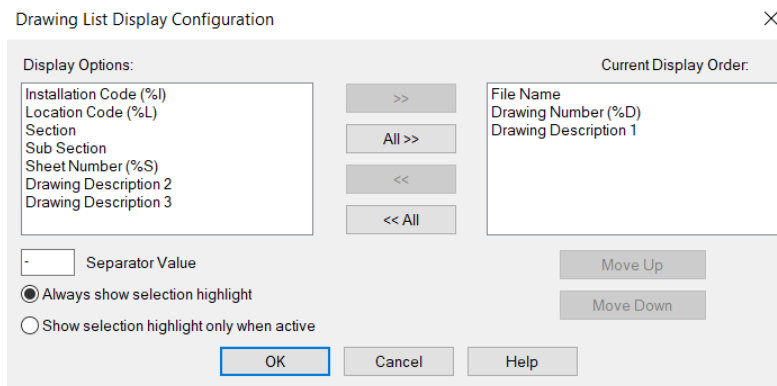 Drawing List Display Configuration
Display Options:
Current Display Order:
Installation Code (%I)
Location Code (%L)
Section
Sub Section
Sheet Number (%S)
Drawing Description 2
Drawing Description 3
>>
All >>
<<
<< All
File Name
Drawing Number (%D)
Drawing Description 1
- Separator Value
Always show selection highlight
Show selection highlight only when active
Move Up
Move Down
OK Cancel Help